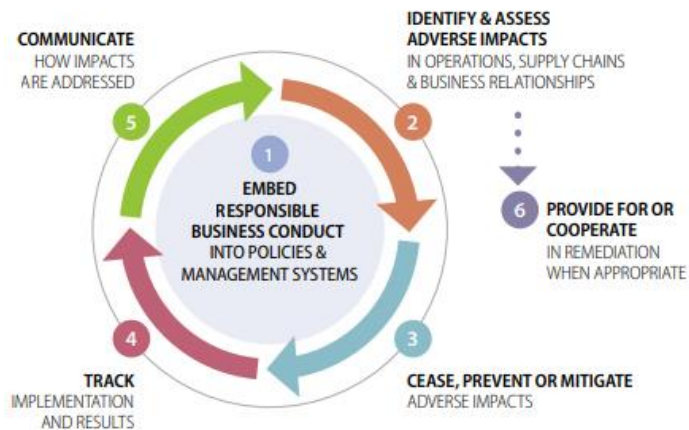 1
EMBED
RESPONSIBLE
BUSINESS CONDUCT
INTO POLICIES &
MANAGEMENT SYSTEMS
2
IDENTIFY & ASSESS
ADVERSE IMPACTS
IN OPERATIONS, SUPPLY CHAINS
& BUSINESS RELATIONSHIPS
3
CEASE, PREVENT OR MITIGATE
ADVERSE IMPACTS
4
TRACK
IMPLEMENTATION
AND RESULTS
5
COMMUNICATE
HOW IMPACTS
ARE ADDRESSED
6
PROVIDE FOR OR
COOPERATE
IN REMEDIATION
WHEN APPROPRIATE